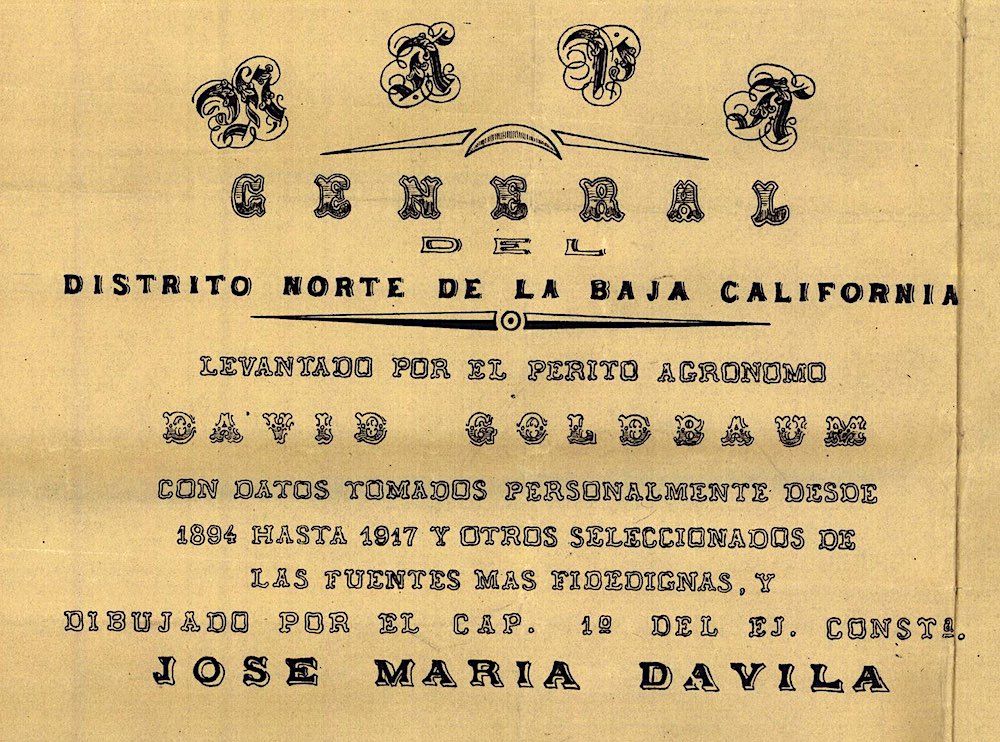 MAPA
GENERAL
DEL
DISTRITO NORTE DE LA BAJA CALIFORNIA
LEVANTADO POR EL PERITO AGRONOMO
DAVID GOLDBAUM
CON DATOS TOMADOS PERSONALMENTE DESDE
1894 HASTA 1917 Y OTROS SELECCIONADOS DE
LAS FUENTES MAS FIDEDIGNAS, Y
DIBUJADO POR EL CAP. 1º DEL EJ. CONSTª.
JOSE MARIA DAVILA